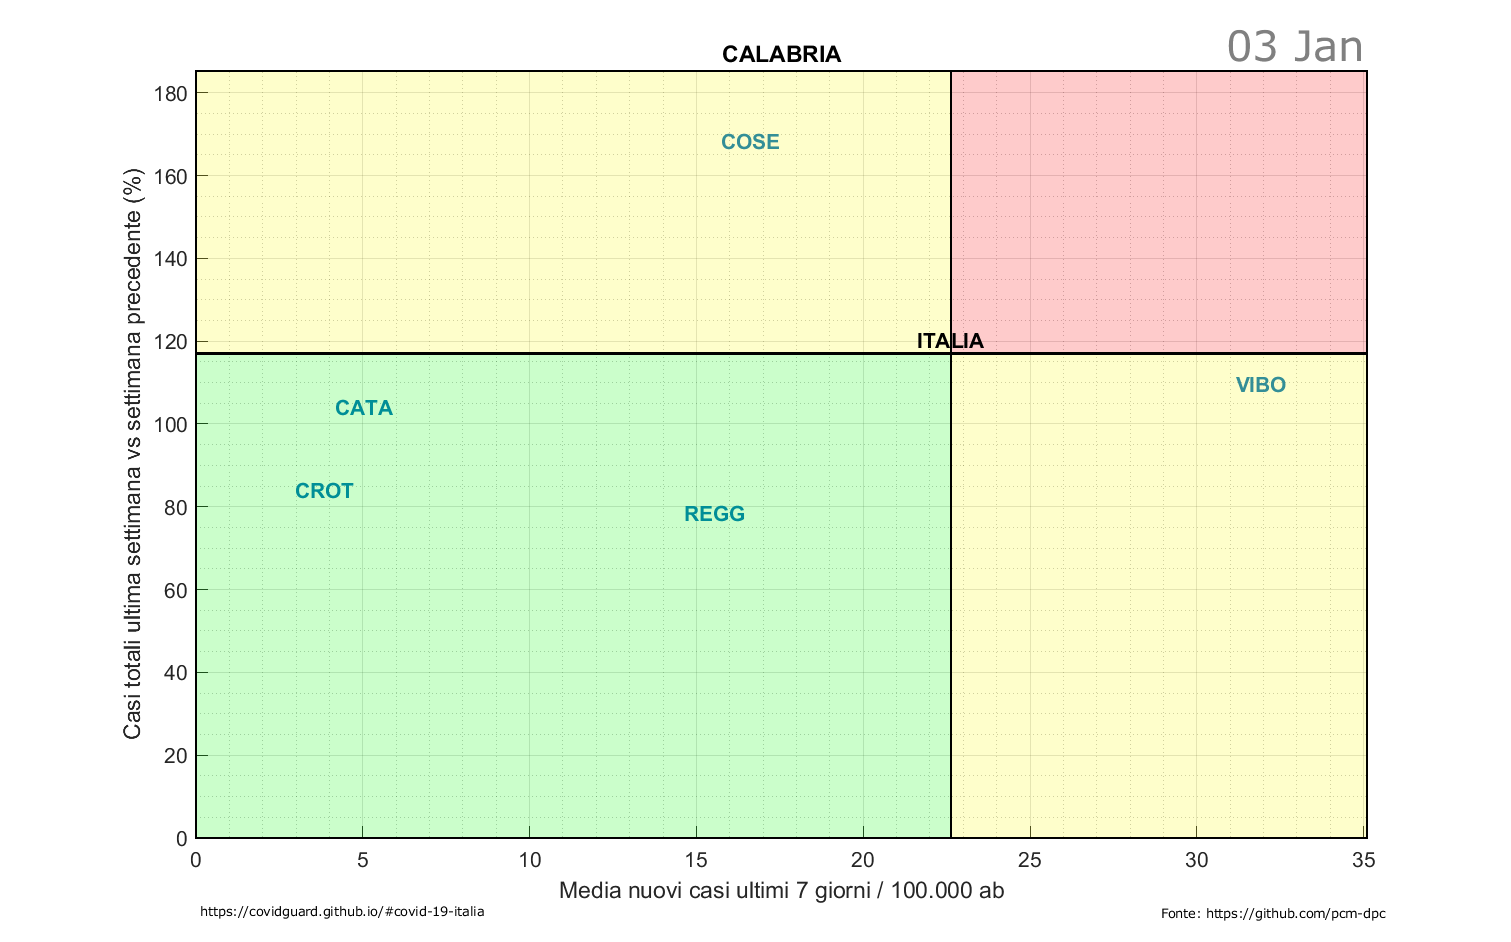 03 Jan
CALABRIA
Casi totali ultima settimana vs settimana precedente (%)
180
160
140
120
100
80
60
40
20
0
COSE
ITALIA
VIBO
CATA
CROT
REGG
0 5 10 15 20 25 30 35
Media nuovi casi ultimi 7 giorni / 100.000 ab
https://covidguard.github.io/#covid-19-italia
Fonte: https://github.com/pcm-dpc